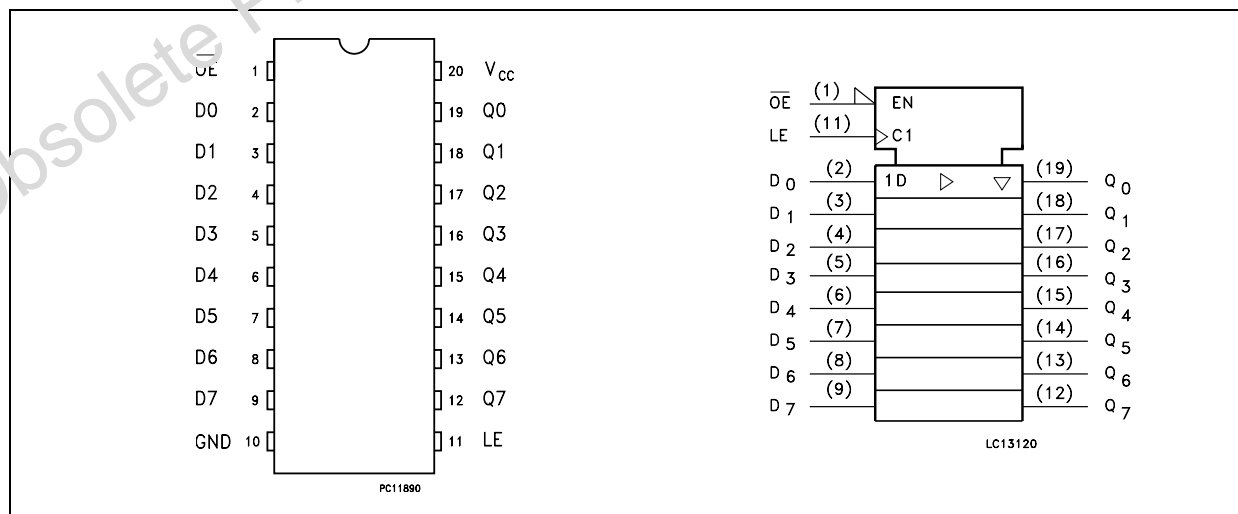 Obsolete
OE 1 20 VCC
D0 2 19 Q0
D1 3 18 Q1
D2 4 17 Q2
D3 5 16 Q3
D4 6 15 Q4
D5 7 14 Q5
D6 8 13 Q6
D7 9 12 Q7
GND 10 11 LE
PC11890
OE (1) EN
LE (11) C1
D0 (2) 1D (19) Q0
D1 (3) (18) Q1
D2 (4) (17) Q2
D3 (5) (16) Q3
D4 (6) (15) Q4
D5 (7) (14) Q5
D6 (8) (13) Q6
D7 (9) (12) Q7
LC13120